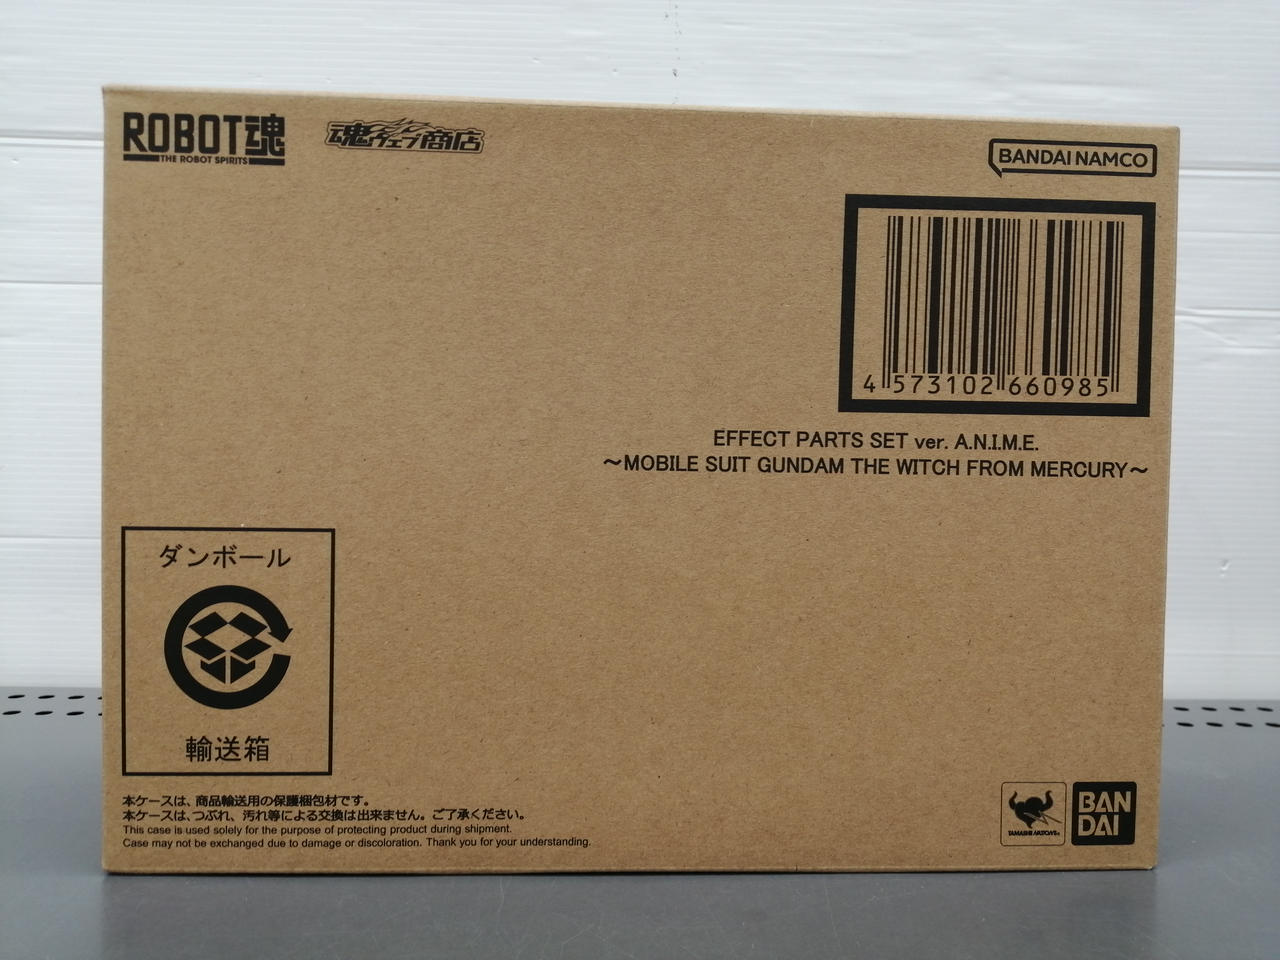 ROBOT魂
THE ROBOT SPIRITS
魂ウェブ商店
BANDAI NAMCO
4 573102 660985
EFFECT PARTS SET ver. A.N.I.M.E.
～MOBILE SUIT GUNDAM THE WITCH FROM MERCURY～
ダンボール
輸送箱
本ケースは、商品輸送用の保護梱包材です。
本ケースは、つぶれ、汚れ等による交換は出来ません。ご了承ください。
This case is used solely for the purpose of protecting product during shipment.
Case may not be exchanged due to damage or discoloration. Thank you for your understanding.
TAMASHII NATIONS
BAN
DAI